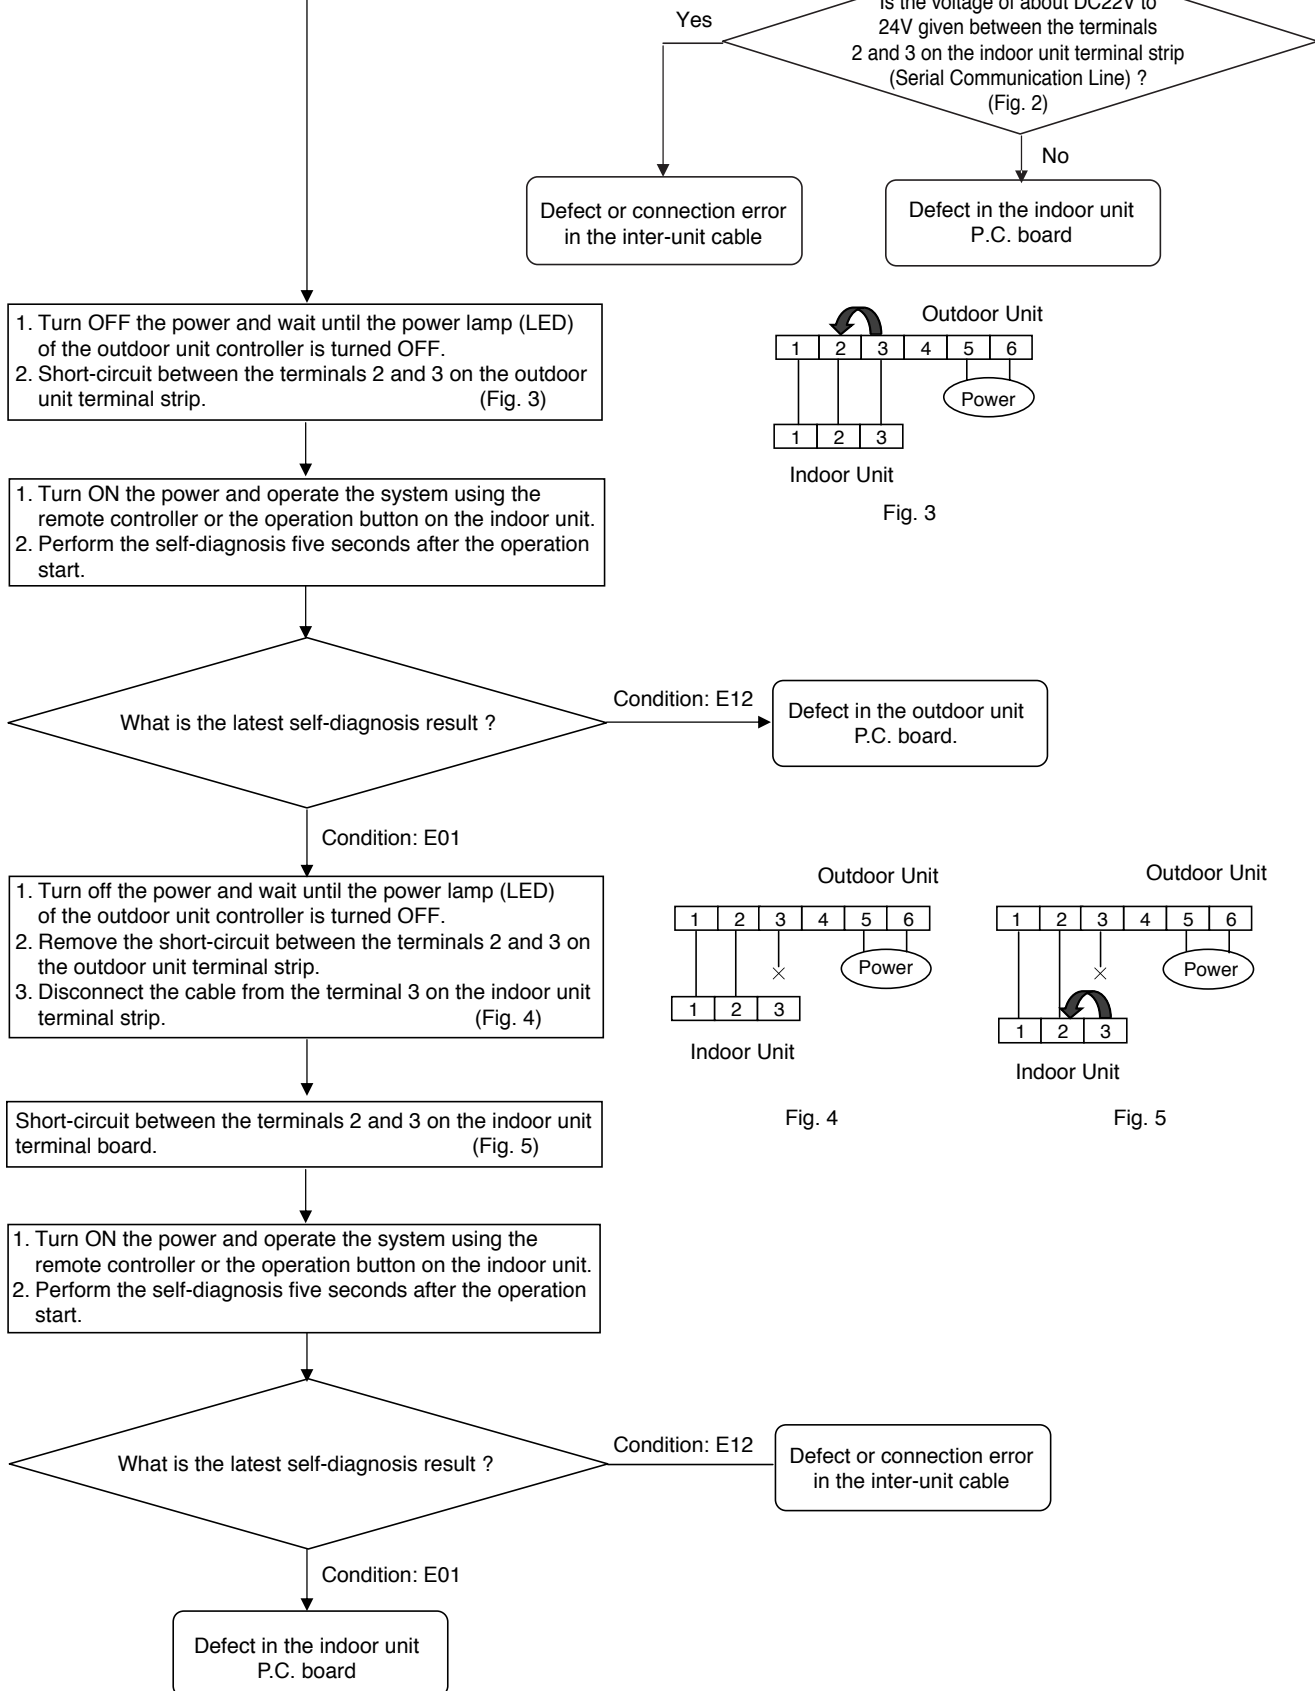 Is the voltage of about DC22V to
24V given between the terminals
2 and 3 on the indoor unit terminal strip
(Serial Communication Line) ?
(Fig. 2)
Yes
No
Defect or connection error
in the inter-unit cable
Defect in the indoor unit
P.C. board
1. Turn OFF the power and wait until the power lamp (LED)
of the outdoor unit controller is turned OFF.
2. Short-circuit between the terminals 2 and 3 on the outdoor
unit terminal strip. (Fig. 3)
Outdoor Unit
1 2 3 4 5 6
Power
1 2 3
Indoor Unit
Fig. 3
1. Turn ON the power and operate the system using the
remote controller or the operation button on the indoor unit.
2. Perform the self-diagnosis five seconds after the operation
start.
What is the latest self-diagnosis result ?
Condition: E12
Defect in the outdoor unit
P.C. board.
Condition: E01
1. Turn off the power and wait until the power lamp (LED)
of the outdoor unit controller is turned OFF.
2. Remove the short-circuit between the terminals 2 and 3 on
the outdoor unit terminal strip.
3. Disconnect the cable from the terminal 3 on the indoor unit
terminal strip. (Fig. 4)
Outdoor Unit
1 2 3 4 5 6
Power
1 2 3
Indoor Unit
Fig. 4
Outdoor Unit
1 2 3 4 5 6
Power
1 2 3
Indoor Unit
Fig. 5
Short-circuit between the terminals 2 and 3 on the indoor unit
terminal board. (Fig. 5)
1. Turn ON the power and operate the system using the
remote controller or the operation button on the indoor unit.
2. Perform the self-diagnosis five seconds after the operation
start.
What is the latest self-diagnosis result ?
Condition: E12
Defect or connection error
in the inter-unit cable
Condition: E01
Defect in the indoor unit
P.C. board